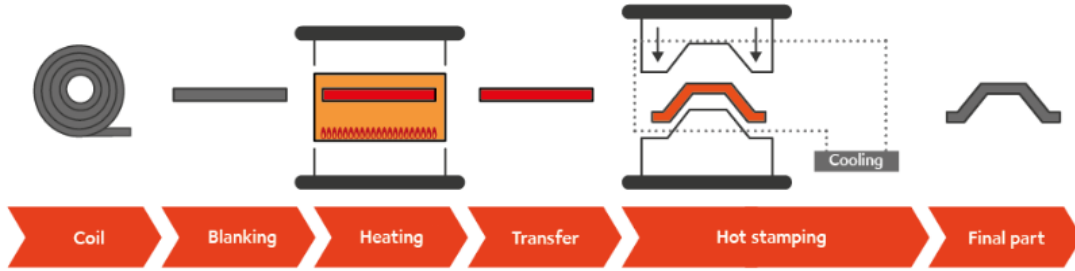 Cooling
Coil
Blanking
Heating
Transfer
Hot stamping
Final part